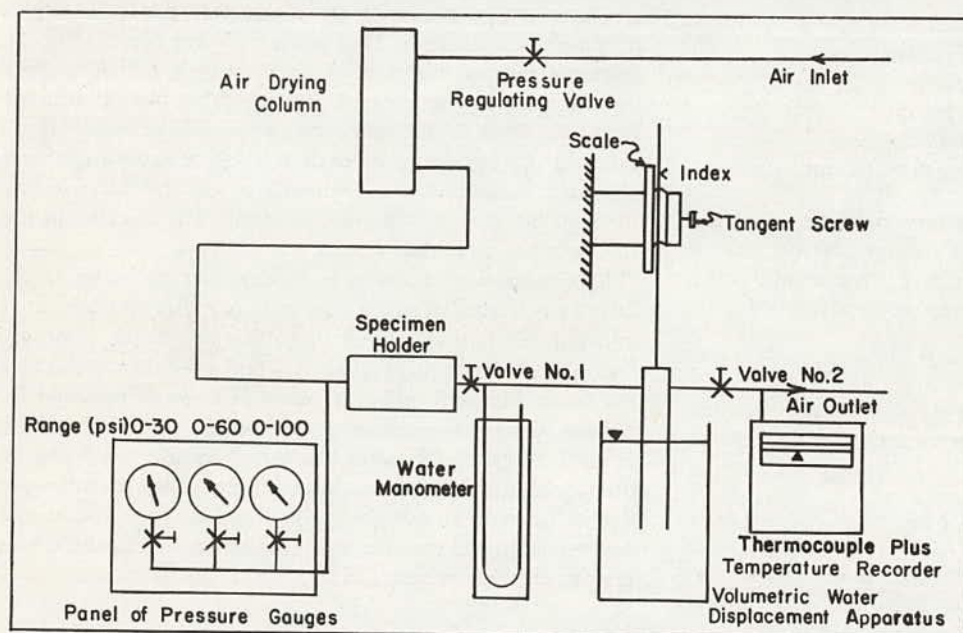 Air Drying
Column
Pressure
Regulating Valve
Air Inlet
Scale
Index
Tangent Screw
Specimen
Holder
Valve No.1
Valve No.2
Air Outlet
Range (psi) 0-30 0-60 0-100
Water
Manometer
Thermocouple Plus
Temperature Recorder
Volumetric Water
Displacement Apparatus
Panel of Pressure Gauges